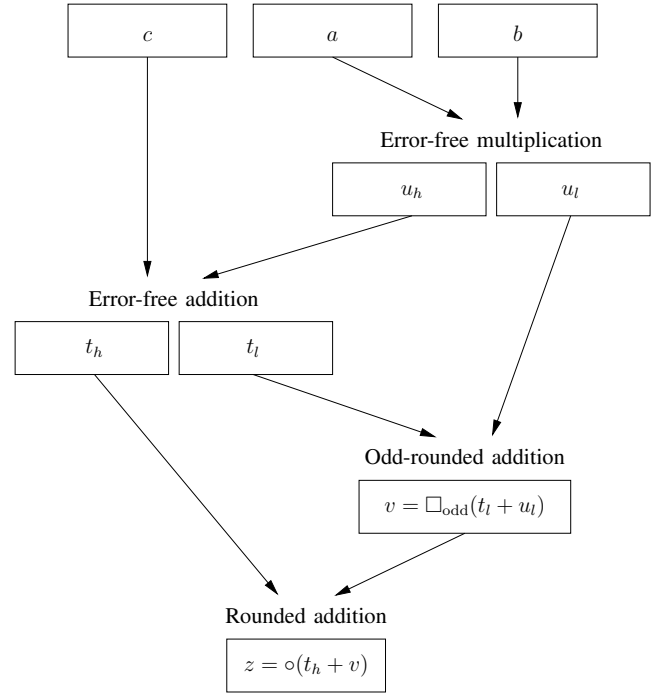 c a b
Error-free multiplication
u_h u_l
Error-free addition
t_h t_l
Odd-rounded addition
v = □_odd(t_l + u_l)
Rounded addition
z = ∘(t_h + v)